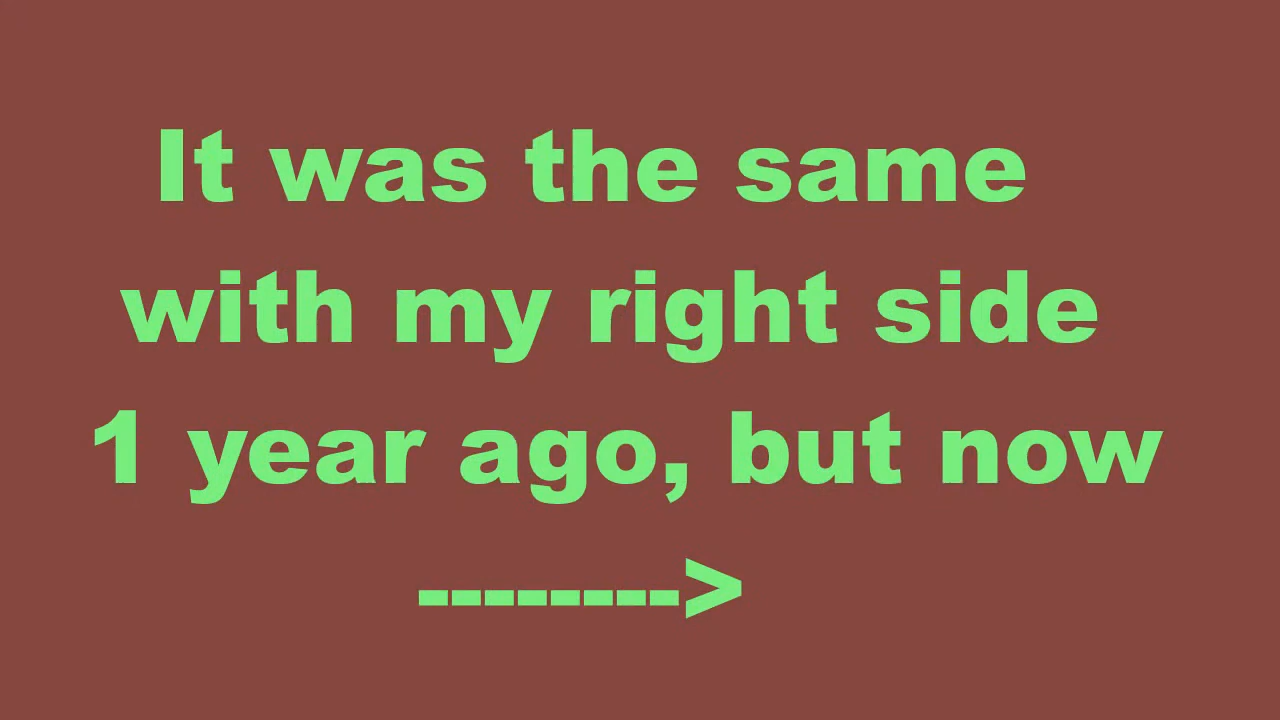 It was the same
with my right side
1 year ago, but now
-------->